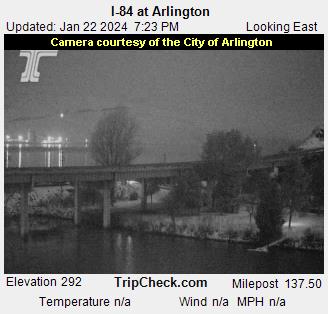 I-84 at Arlington
Updated: Jan 22 2024 7:23 PM Looking East
Camera courtesy of the City of Arlington
Elevation 292 TripCheck.com Milepost 137.50
Temperature n/a Wind n/a MPH n/a